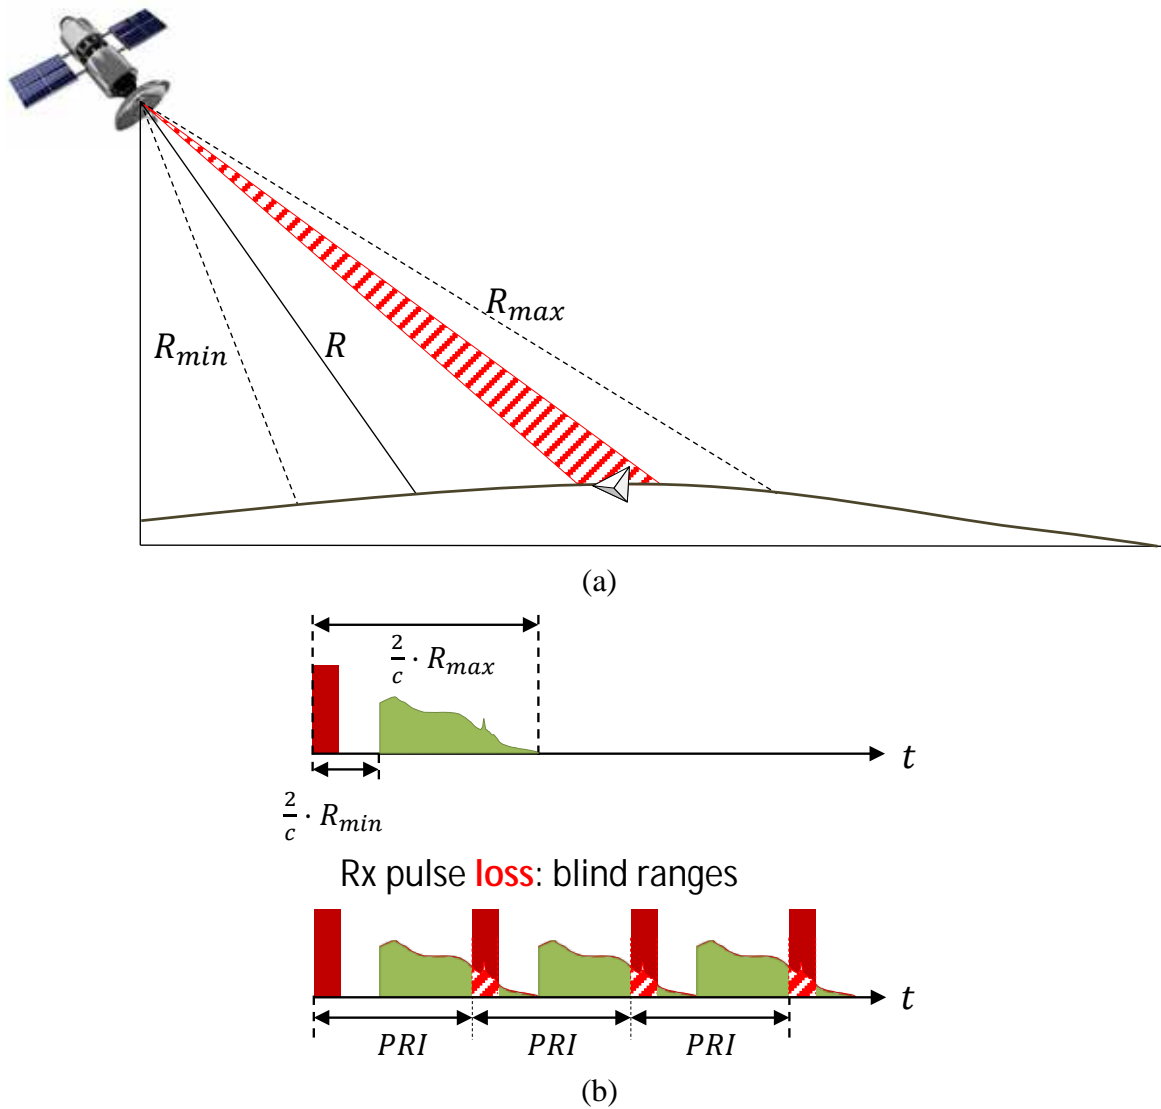 R_max
R_min
R
(a)
2/c · R_max
t
2/c · R_min
Rx pulse loss: blind ranges
t
PRI PRI PRI
(b)